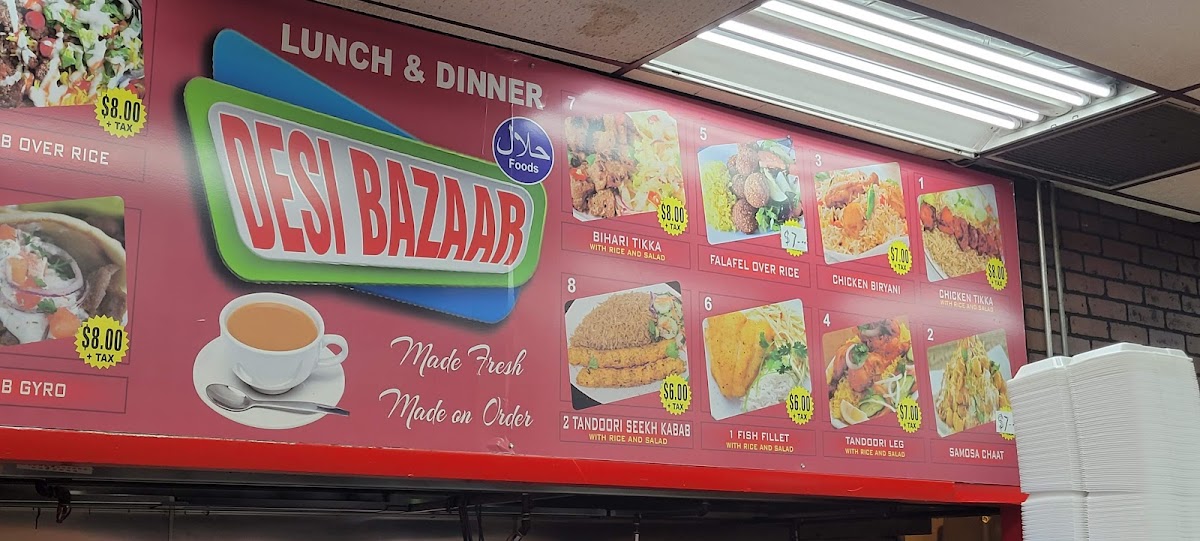 $8.00
+ TAX
B OVER RICE
$8.00
+ TAX
B GYRO
LUNCH & DINNER
DESI BAZAAR
حلال
Foods
Made Fresh
Made on Order
7
$8.00
+ TAX
BIHARI TIKKA
WITH RICE AND SALAD
5
$7
FALAFEL OVER RICE
3
$7.00
+ TAX
CHICKEN BIRYANI
1
$8.00
+ TAX
CHICKEN TIKKA
WITH RICE AND SALAD
8
$6.00
+ TAX
2 TANDOORI SEEKH KABAB
WITH RICE AND SALAD
6
$6.00
+ TAX
1 FISH FILLET
WITH RICE AND SALAD
4
$7.00
+ TAX
TANDOORI LEG
WITH RICE AND SALAD
2
$7
SAMOSA CHAAT